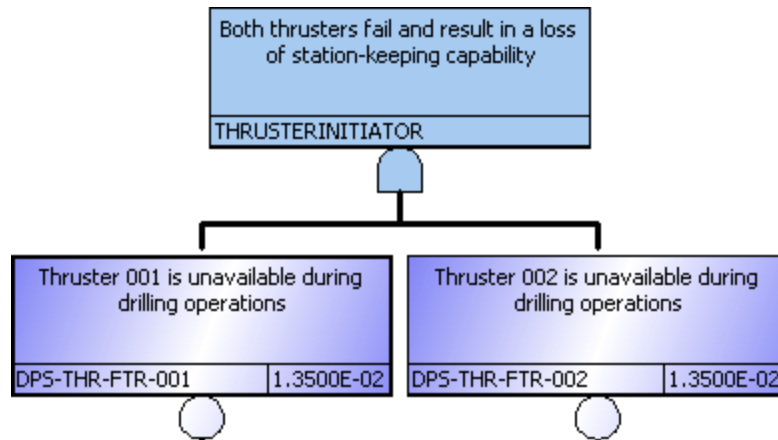 Both thrusters fail and result in a loss
of station-keeping capability
THRUSTERINITIATOR
Thruster 001 is unavailable during
drilling operations
DPS-THR-FTR-001 1.3500E-02
Thruster 002 is unavailable during
drilling operations
DPS-THR-FTR-002 1.3500E-02